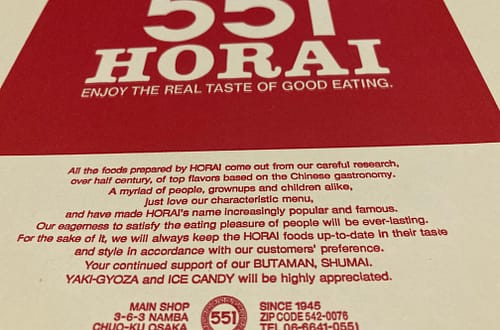 551
HORAI
ENJOY THE REAL TASTE OF GOOD EATING.
All the foods prepared by HORAI come out from our careful research,
over half century, of top flavors based on the Chinese gastronomy.
A myriad of people, grownups and children alike,
just love our characteristic menu,
and have made HORAI's name increasingly popular and famous.
Our eagerness to satisfy the eating pleasure of people will be ever-lasting.
For the sake of it, we will always keep the HORAI foods up-to-date in their taste
and style in accordance with our customers' preference.
Your continued support of our BUTAMAN, SHUMAI.
YAKI-GYOZA and ICE CANDY will be highly appreciated.
MAIN SHOP
3-6-3 NAMBA
CHUO-KU OSAKA
551
SINCE 1945
ZIP CODE 542-0076
TEL 06-6641-0551